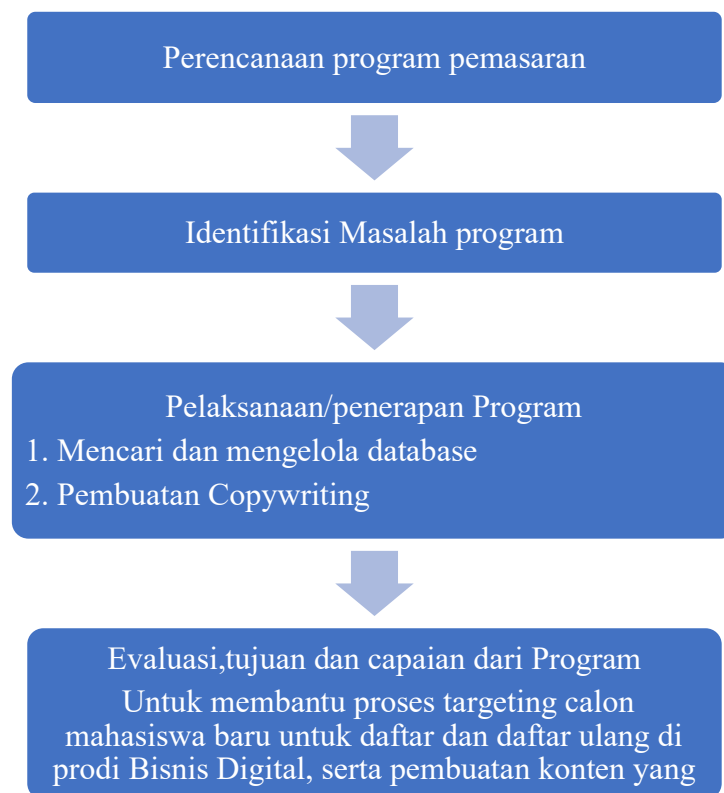 Perencanaan program pemasaran
Identifikasi Masalah program
Pelaksanaan/penerapan Program
1. Mencari dan mengelola database
2. Pembuatan Copywriting
Evaluasi,tujuan dan capaian dari Program
Untuk membantu proses targeting calon
mahasiswa baru untuk daftar dan daftar ulang di
prodi Bisnis Digital, serta pembuatan konten yang